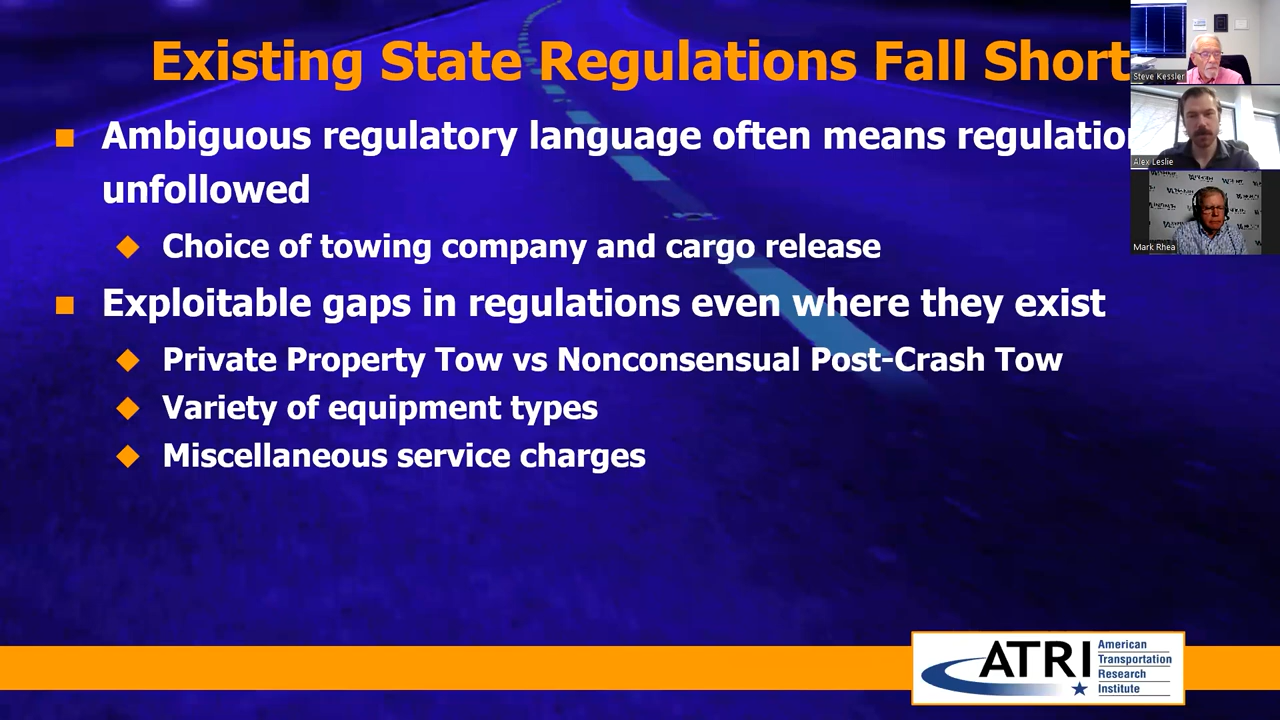 Existing State Regulations Fall Short
Ambiguous regulatory language often means
unfollowed
Choice of towing company and cargo release
Exploitable gaps in regulations even where they exist
Private Property Tow vs Nonconsensual Post-Crash Tow
Variety of equipment types
Miscellaneous service charges
Steve Kessler
Alex Leslie
Mark Rhea
ATRI
American
Transportation
Research
Institute